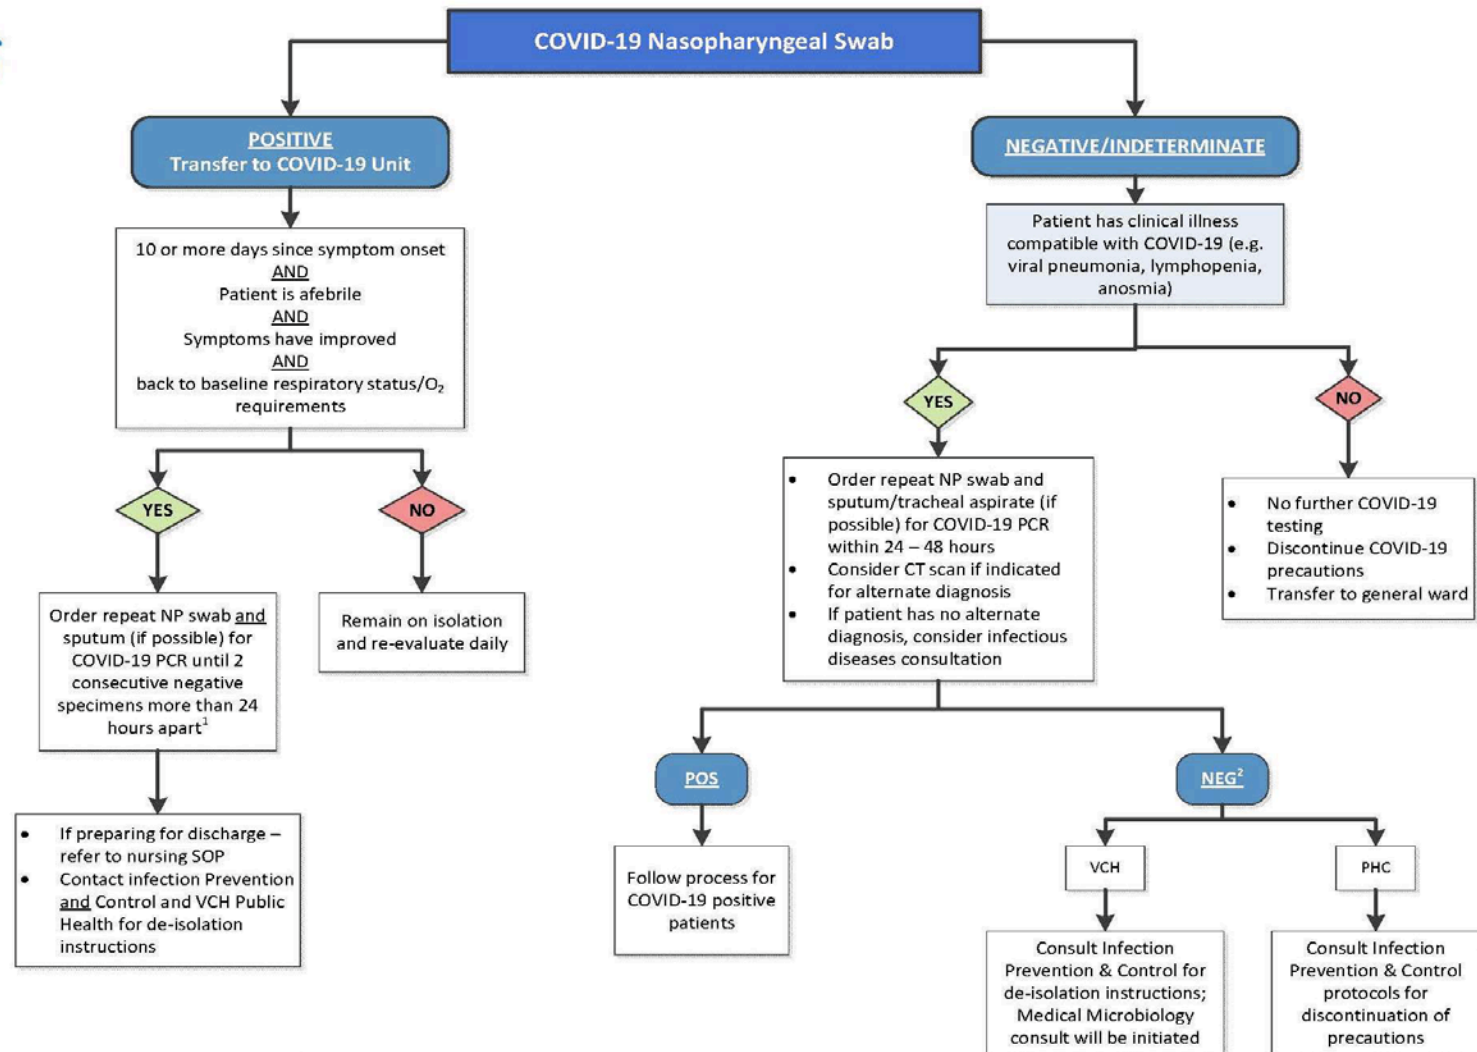 COVID-19 Nasopharyngeal Swab
POSITIVE
Transfer to COVID-19 Unit
10 or more days since symptom onset
AND
Patient is afebrile
AND
Symptoms have improved
AND
back to baseline respiratory status/O₂
requirements
YES
NO
Order repeat NP swab and
sputum (if possible) for
COVID-19 PCR until 2
consecutive negative
specimens more than 24
hours apart¹
Remain on isolation
and re-evaluate daily
• If preparing for discharge –
refer to nursing SOP
• Contact infection Prevention
and Control and VCH Public
Health for de-isolation
instructions
NEGATIVE/INDETERMINATE
Patient has clinical illness
compatible with COVID-19 (e.g.
viral pneumonia, lymphopenia,
anosmia)
YES
NO
• Order repeat NP swab and
sputum/tracheal aspirate (if
possible) for COVID-19 PCR
within 24 – 48 hours
• Consider CT scan if indicated
for alternate diagnosis
• If patient has no alternate
diagnosis, consider infectious
diseases consultation
• No further COVID-19
testing
• Discontinue COVID-19
precautions
• Transfer to general ward
POS
NEG²
Follow process for
COVID-19 positive
patients
VCH
PHC
Consult Infection
Prevention & Control for
de-isolation instructions;
Medical Microbiology
consult will be initiated
Consult Infection
Prevention & Control
protocols for
discontinuation of
precautions